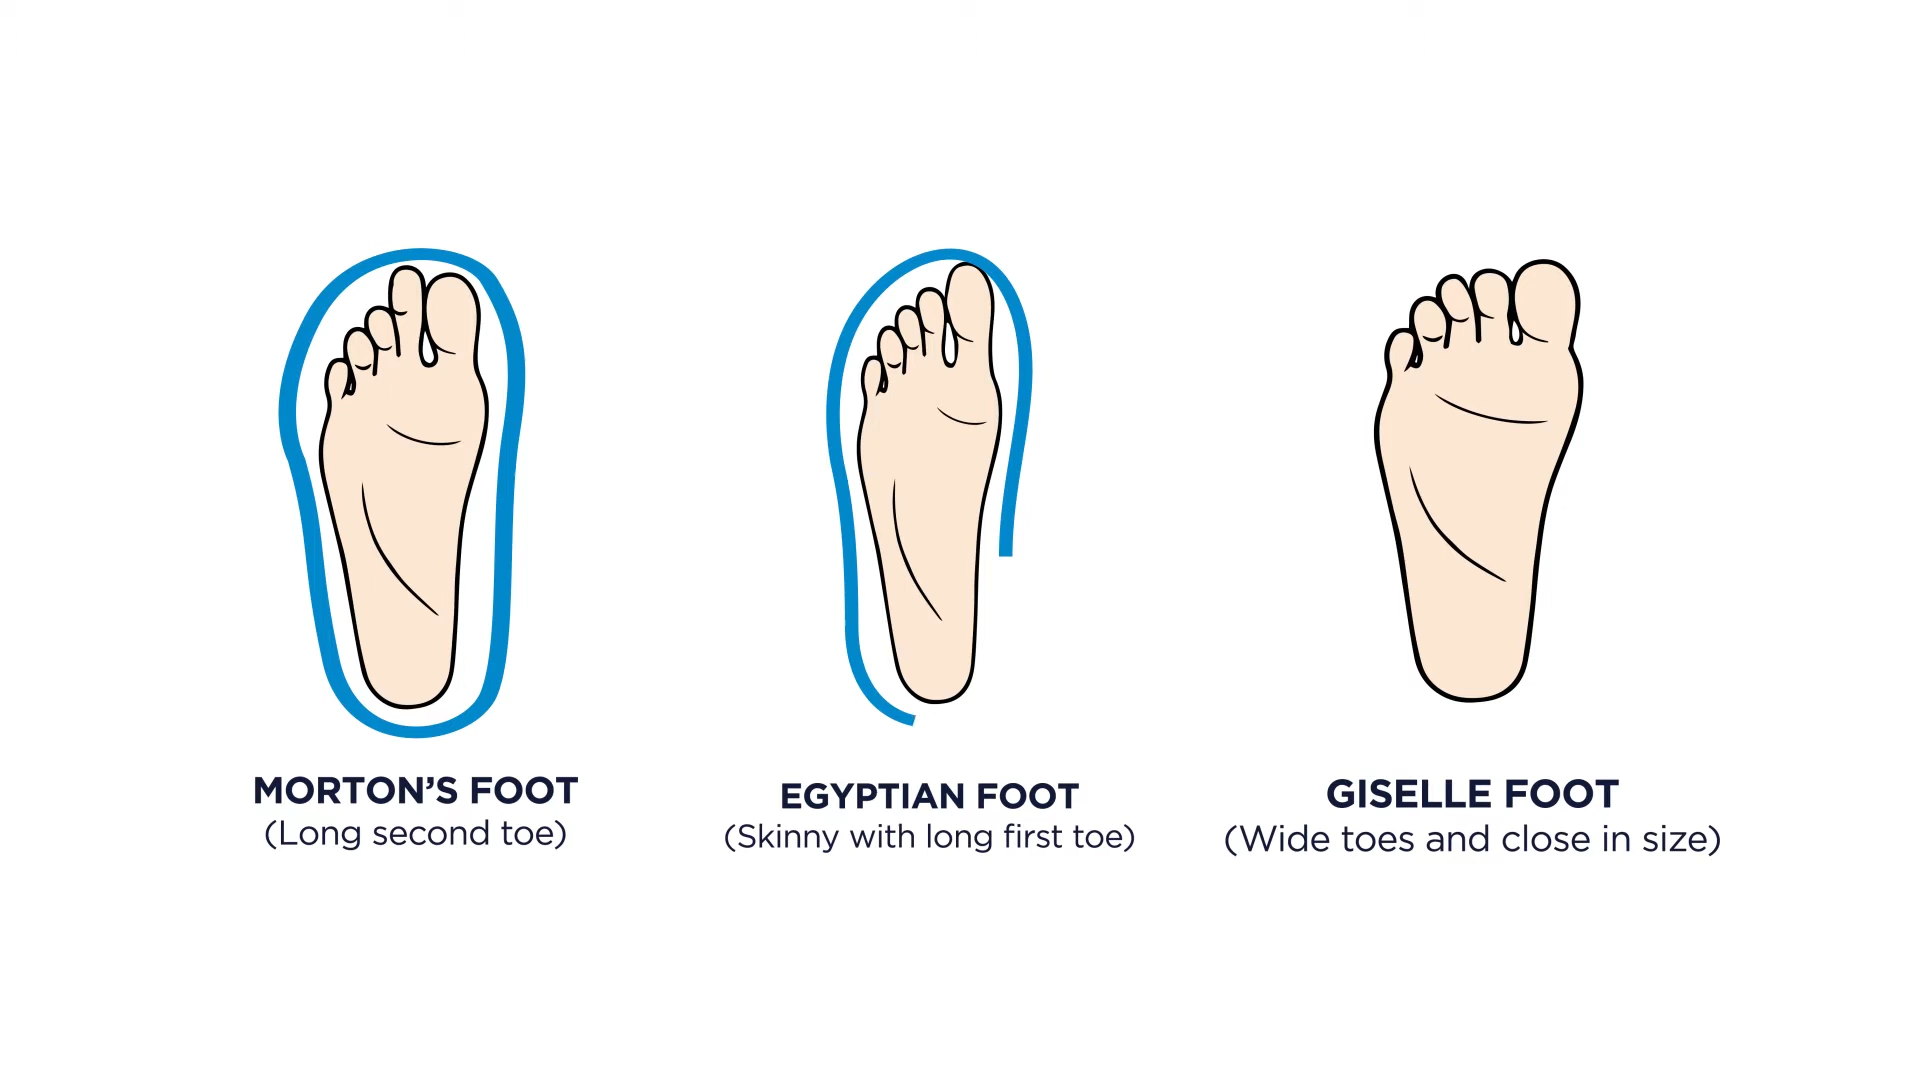 MORTON’S FOOT
(Long second toe)
EGYPTIAN FOOT
(Skinny with long first toe)
GISELLE FOOT
(Wide toes and close in size)